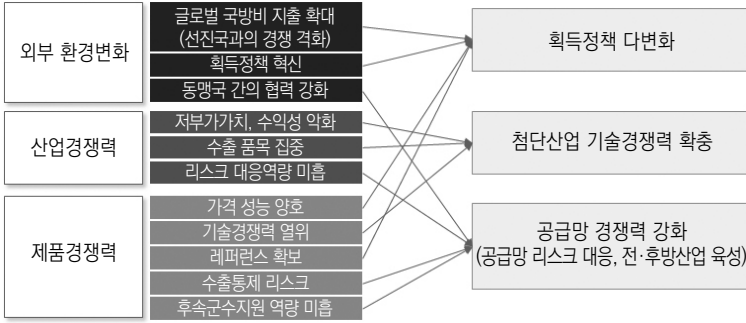 외부 환경변화
글로벌 국방비 지출 확대
(선진국과의 경쟁 격화)
획득정책 혁신
동맹국 간의 협력 강화
산업경쟁력
저부가가치, 수익성 악화
수출 품목 집중
리스크 대응역량 미흡
제품경쟁력
가격 성능 양호
기술경쟁력 열위
레퍼런스 확보
수출통제 리스크
후속군수지원 역량 미흡
획득정책 다변화
첨단산업 기술경쟁력 확충
공급망 경쟁력 강화
(공급망 리스크 대응, 전·후방산업 육성)